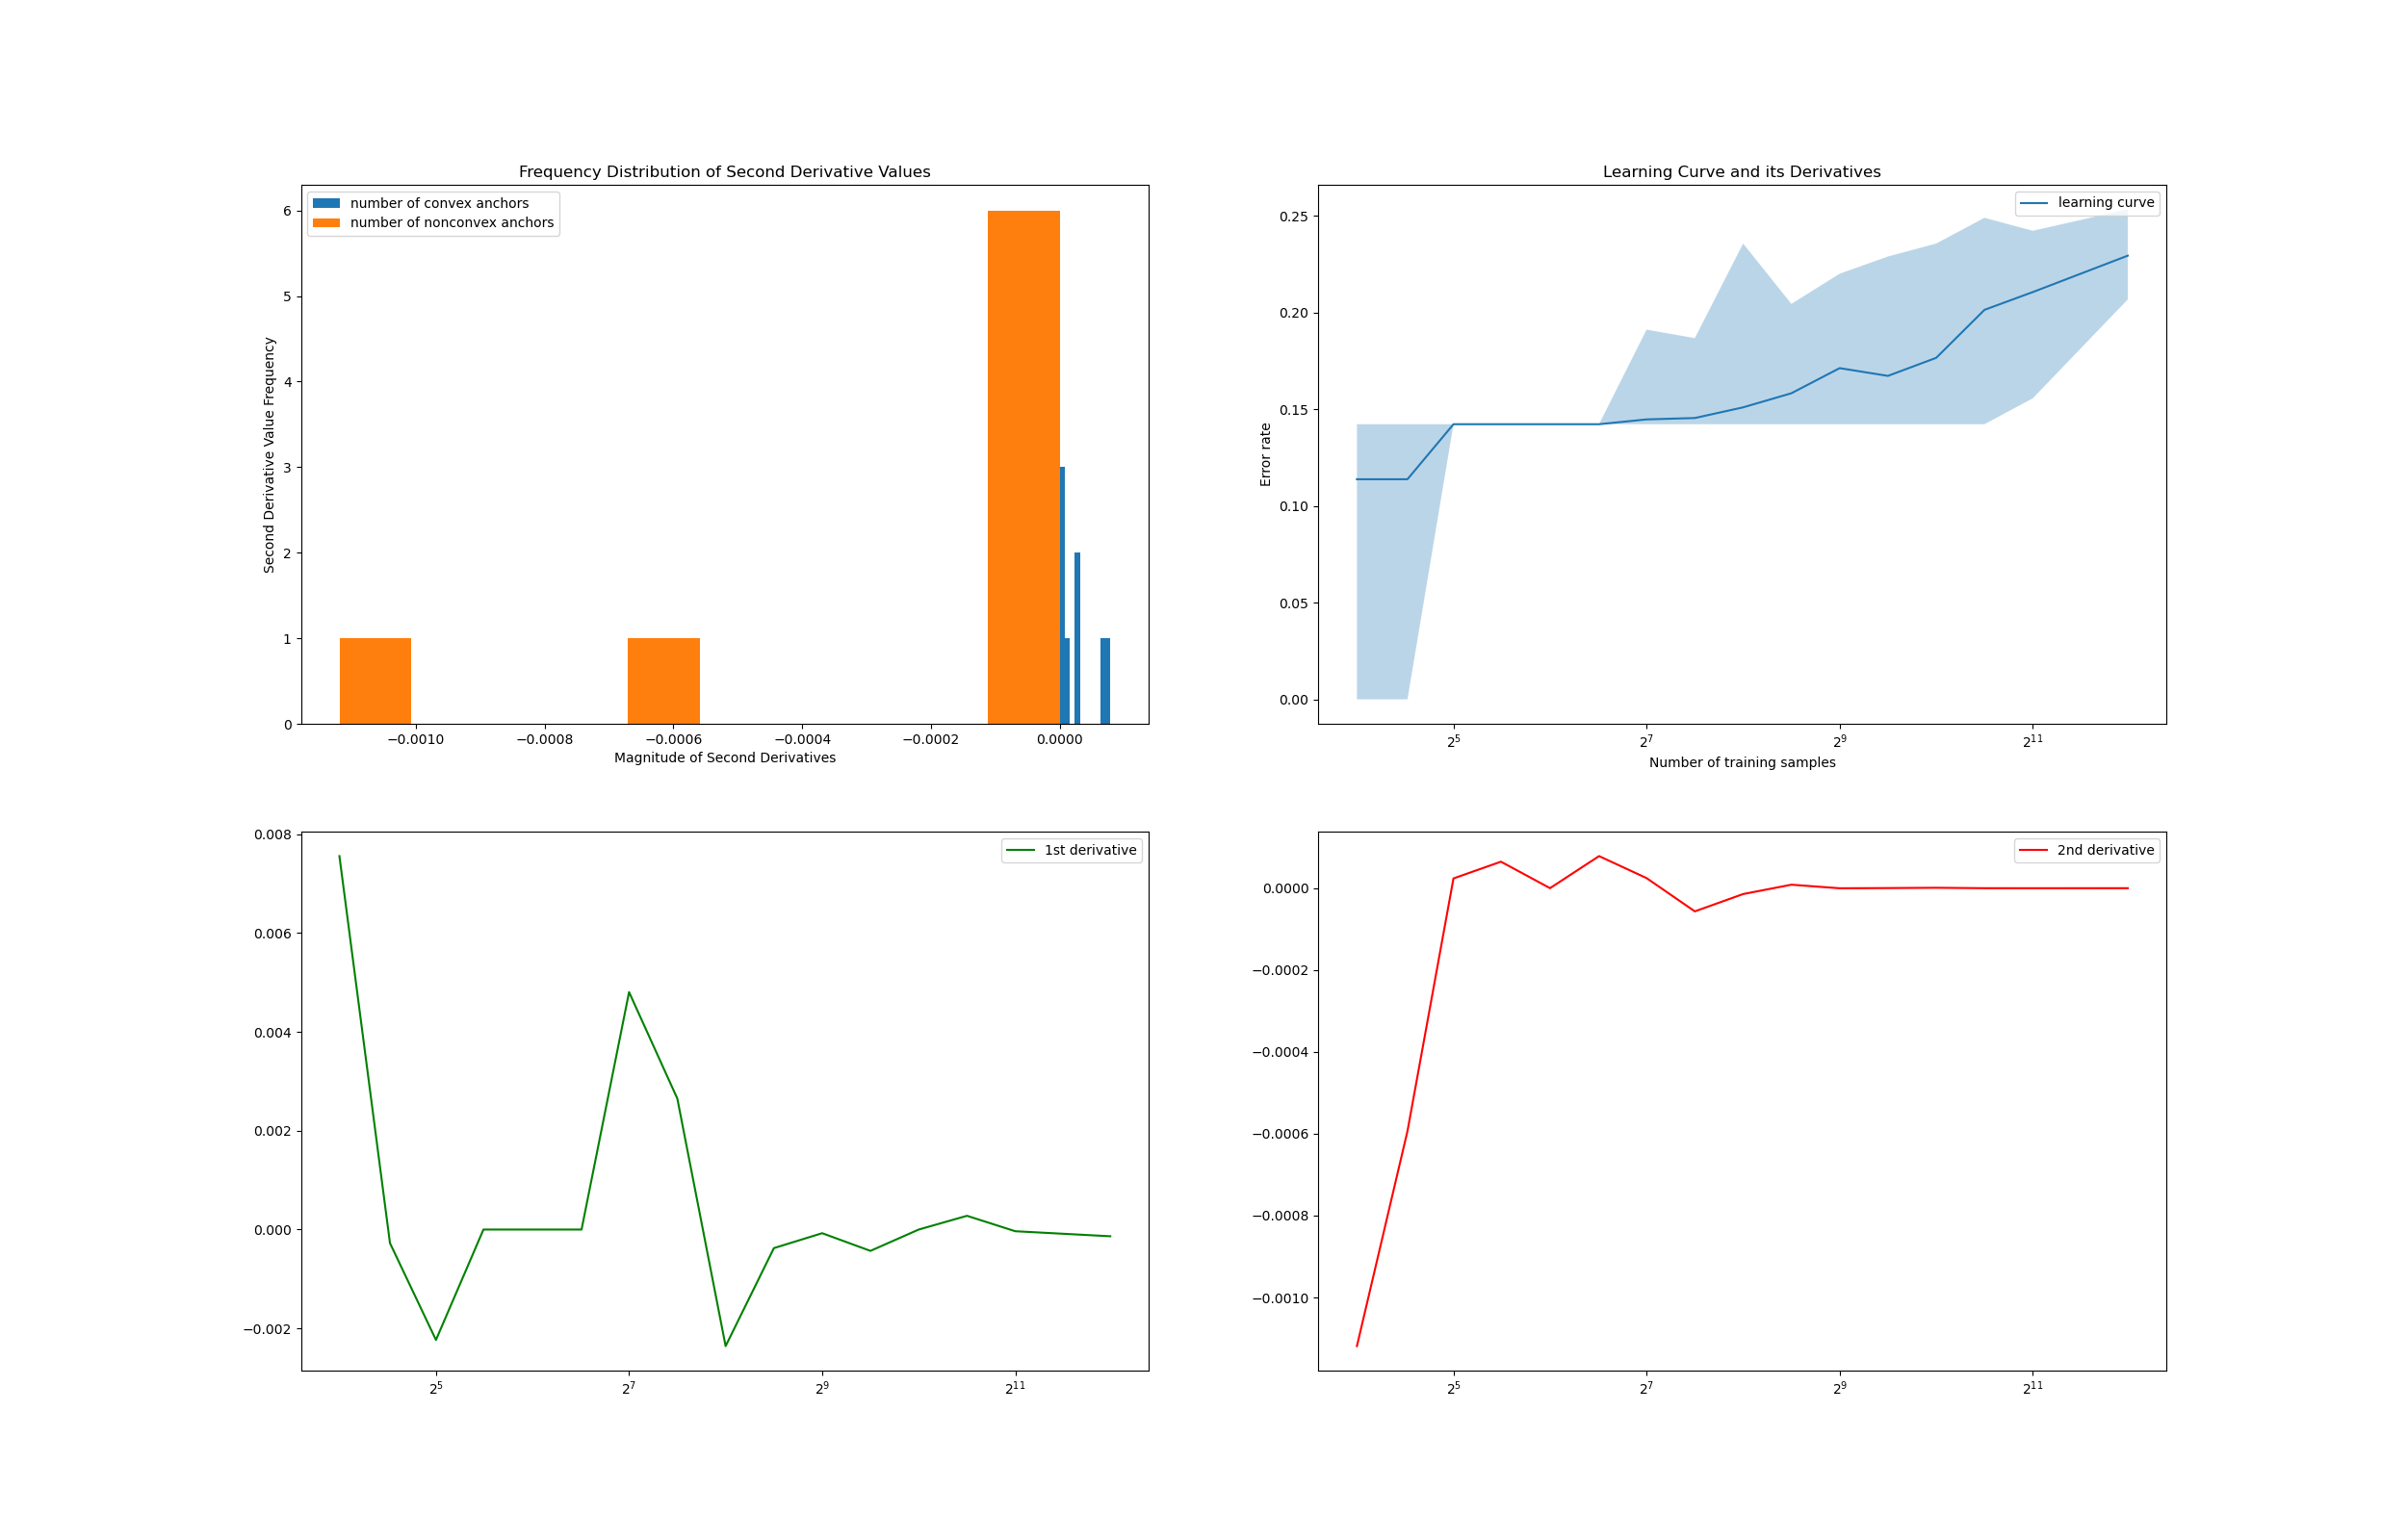 Frequency Distribution of Second Derivative Values
number of convex anchors
number of nonconvex anchors
6
5
4
3
2
1
0
Second Derivative Value Frequency
−0.0010 −0.0008 −0.0006 −0.0004 −0.0002 0.0000
Magnitude of Second Derivatives
Learning Curve and its Derivatives
learning curve
0.25
0.20
0.15
0.10
0.05
0.00
Error rate
2^5 2^7 2^9 2^11
Number of training samples
1st derivative
0.008
0.006
0.004
0.002
0.000
−0.002
2^5 2^7 2^9 2^11
2nd derivative
0.0000
−0.0002
−0.0004
−0.0006
−0.0008
−0.0010
2^5 2^7 2^9 2^11